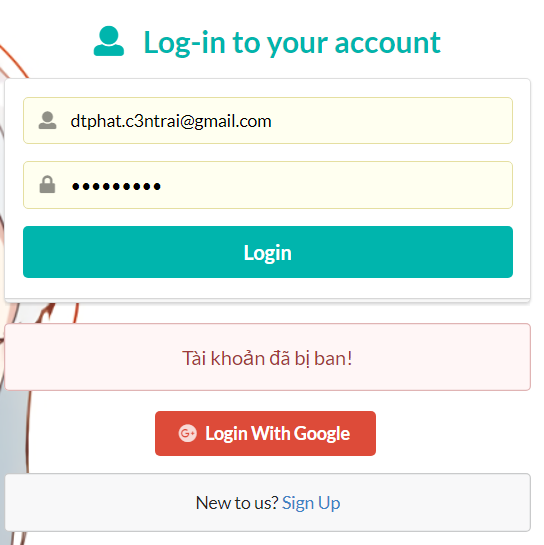 Log-in to your account
dtphat.c3ntrai@gmail.com
•••••••••
Login
Tài khoản đã bị ban!
Login With Google
New to us? Sign Up